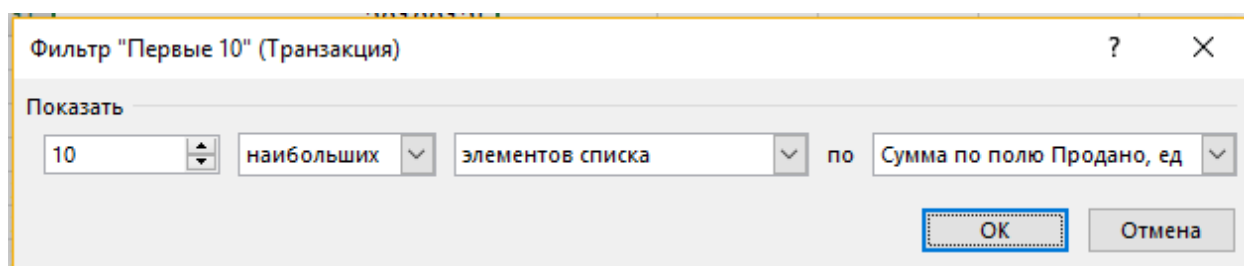 Фильтр "Первые 10" (Транзакция) ?
Показать
10 наибольших элементов списка по Сумма по полю Продано, ед
ОК Отмена